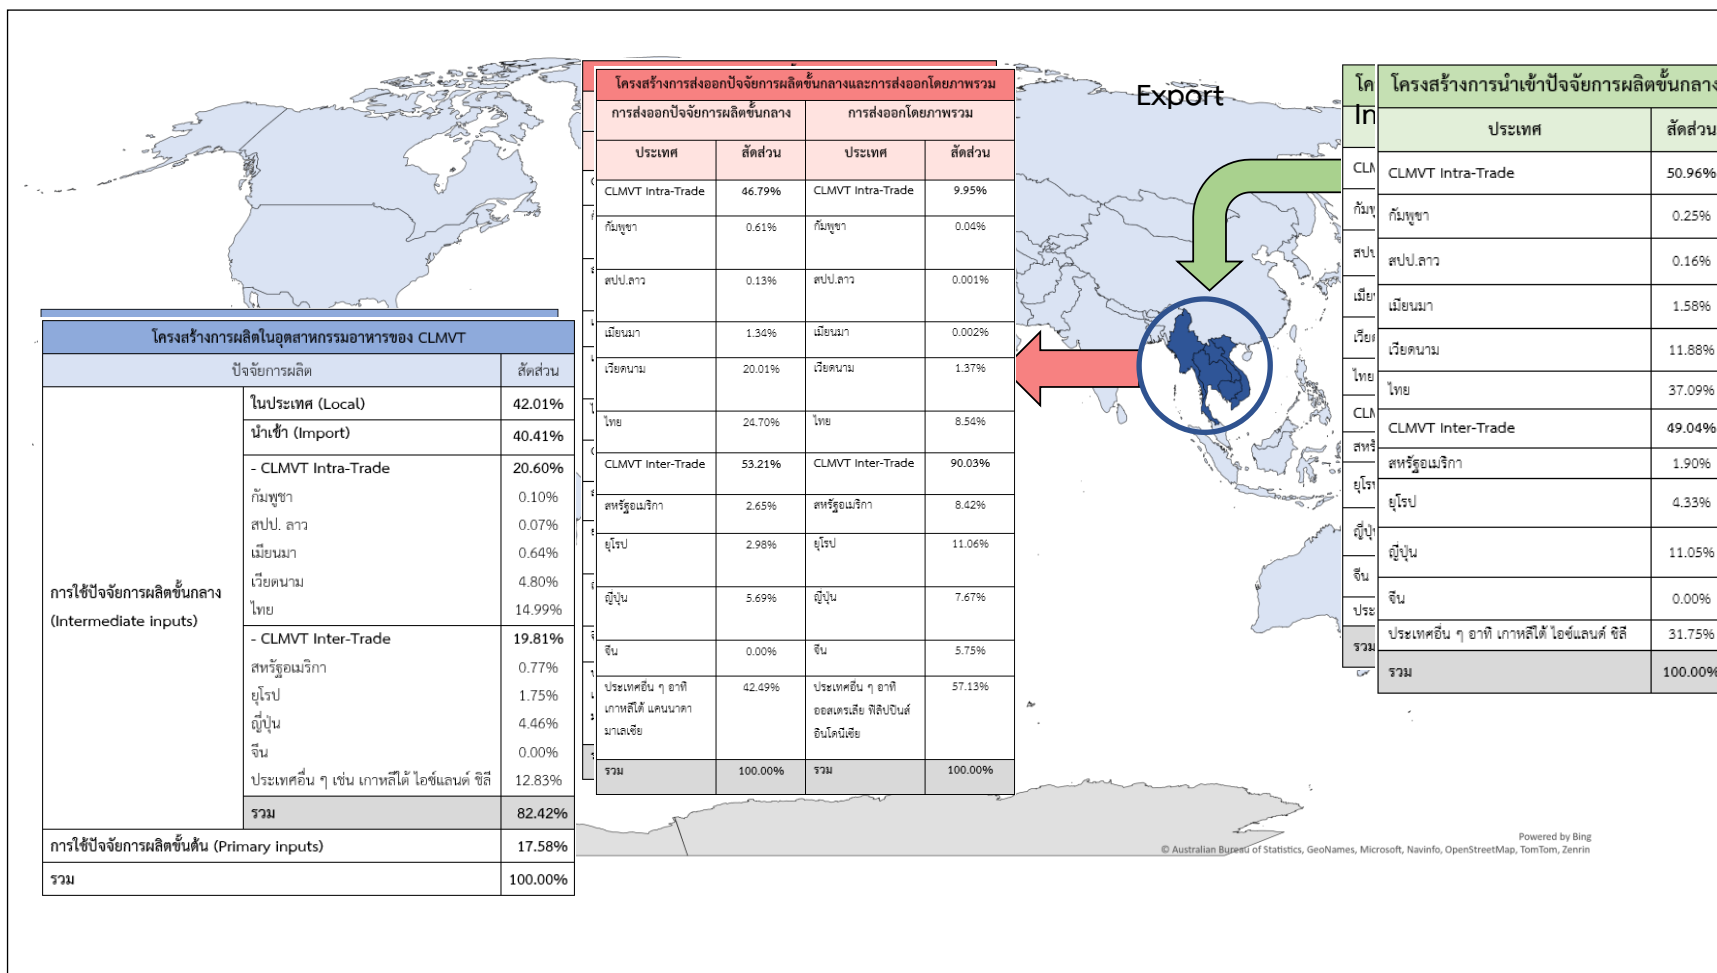 Export
โครงสร้างการผลิตในอุตสาหกรรมอาหารของ CLMVT
ปัจจัยการผลิต สัดส่วน
การใช้ปัจจัยการผลิตขั้นกลาง
(Intermediate inputs)
ในประเทศ (Local) 42.01%
นำเข้า (Import) 40.41%
- CLMVT Intra-Trade 20.60%
กัมพูชา 0.10%
สปป. ลาว 0.07%
เมียนมา 0.64%
เวียดนาม 4.80%
ไทย 14.99%
- CLMVT Inter-Trade 19.81%
สหรัฐอเมริกา 0.77%
ยุโรป 1.75%
ญี่ปุ่น 4.46%
จีน 0.00%
ประเทศอื่น ๆ เช่น เกาหลีใต้ ไอซ์แลนด์ ชิลี 12.83%
รวม 82.42%
การใช้ปัจจัยการผลิตขั้นต้น (Primary inputs) 17.58%
รวม 100.00%
โครงสร้างการส่งออกปัจจัยการผลิตขั้นกลางและการส่งออกโดยภาพรวม
การส่งออกปัจจัยการผลิตขั้นกลาง การส่งออกโดยภาพรวม
ประเทศ สัดส่วน ประเทศ สัดส่วน
CLMVT Intra-Trade 46.79% CLMVT Intra-Trade 9.95%
กัมพูชา 0.61% กัมพูชา 0.04%
สปป.ลาว 0.13% สปป.ลาว 0.001%
เมียนมา 1.34% เมียนมา 0.002%
เวียดนาม 20.01% เวียดนาม 1.37%
ไทย 24.70% ไทย 8.54%
CLMVT Inter-Trade 53.21% CLMVT Inter-Trade 90.03%
สหรัฐอเมริกา 2.65% สหรัฐอเมริกา 8.42%
ยุโรป 2.98% ยุโรป 11.06%
ญี่ปุ่น 5.69% ญี่ปุ่น 7.67%
จีน 0.00% จีน 5.75%
ประเทศอื่น ๆ อาทิ 42.49% ประเทศอื่น ๆ อาทิ 57.13%
เกาหลีใต้ แคนนาดา ออสเตรเลีย ฟิลิปปินส์
มาเลเซีย อินโดนีเซีย
รวม 100.00% รวม 100.00%
โครงสร้างการนำเข้าปัจจัยการผลิตขั้นกลาง
ประเทศ สัดส่วน
CLMVT Intra-Trade 50.96%
กัมพูชา 0.25%
สปป.ลาว 0.16%
เมียนมา 1.58%
เวียดนาม 11.88%
ไทย 37.09%
CLMVT Inter-Trade 49.04%
สหรัฐอเมริกา 1.90%
ยุโรป 4.33%
ญี่ปุ่น 11.05%
จีน 0.00%
ประเทศอื่น ๆ อาทิ เกาหลีใต้ ไอซ์แลนด์ ชิลี 31.75%
รวม 100.00%
Powered by Bing
© Australian Bureau of Statistics, GeoNames, Microsoft, Navinfo, OpenStreetMap, TomTom, Zenrin